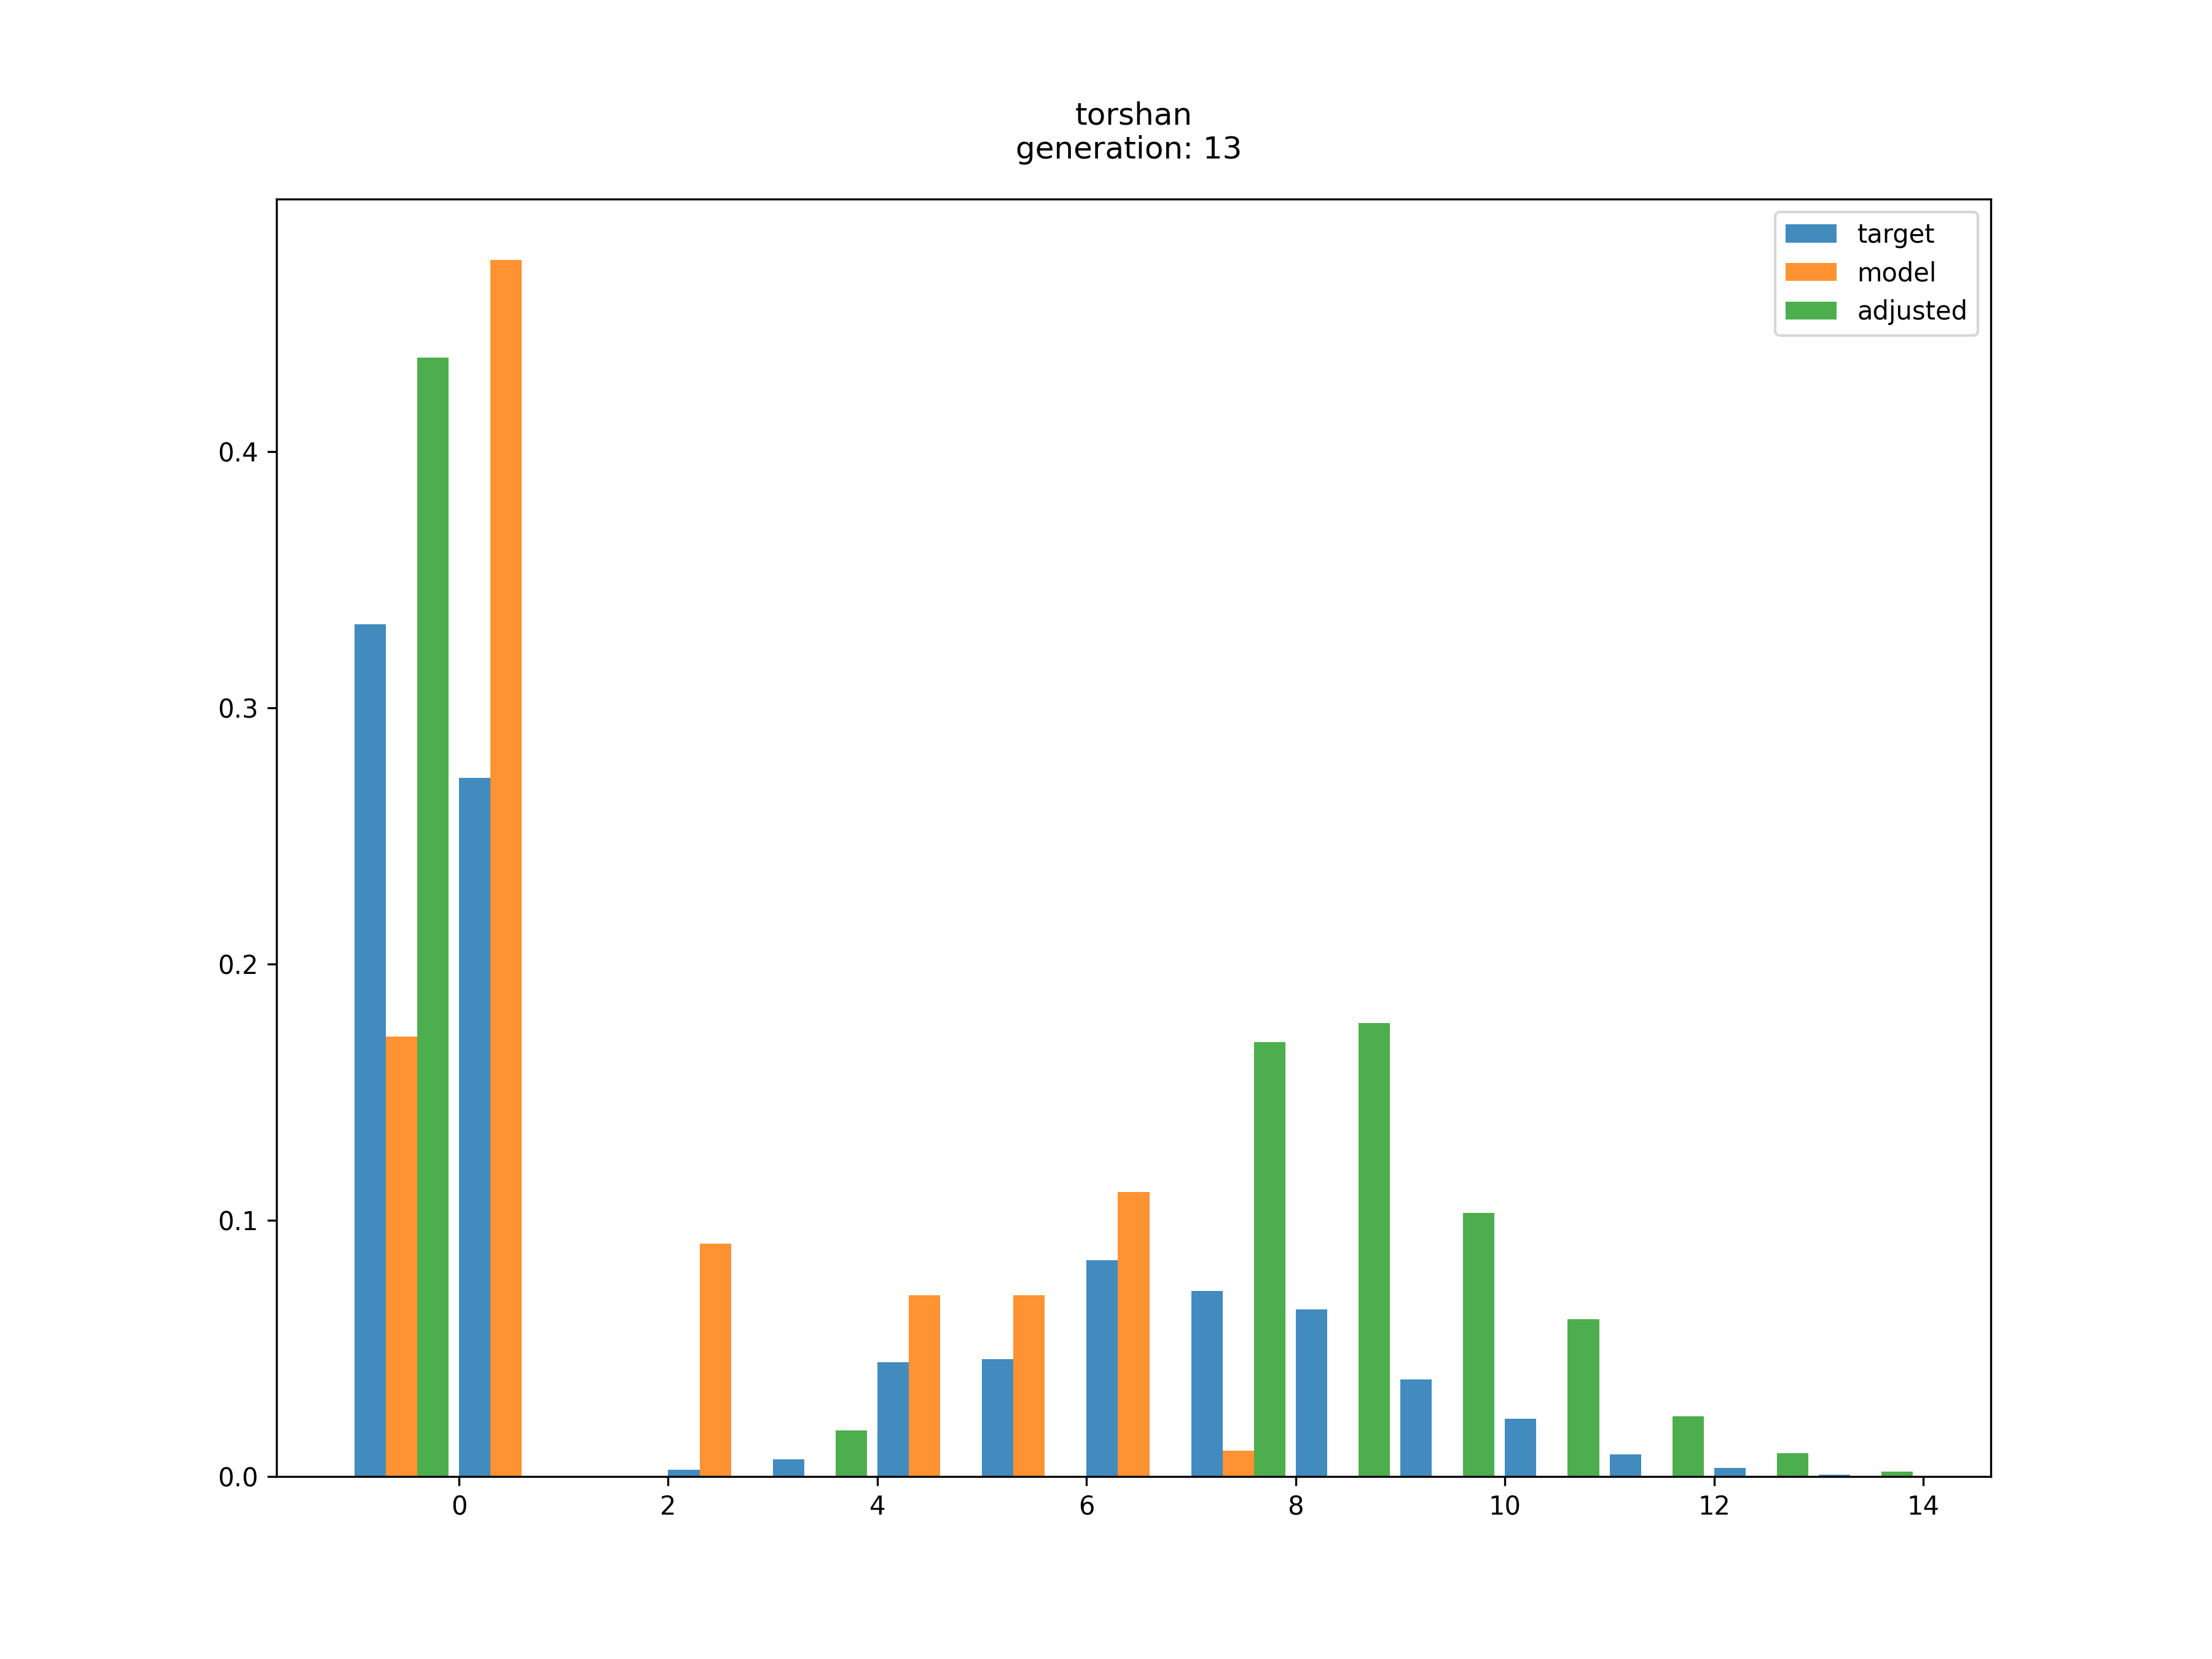 torshan
generation: 13
target
model
adjusted
0.4
0.3
0.2
0.1
0.0
0 2 4 6 8 10 12 14